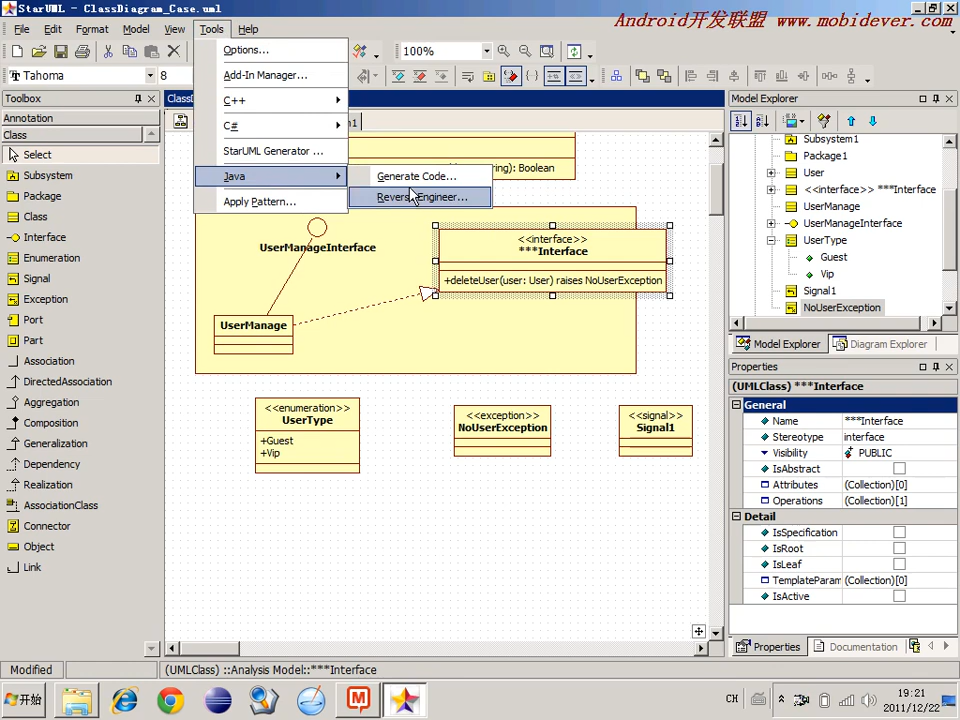 StarUML - ClassDiagram_Case.uml
Android开发联盟 www.mobidever.com
File Edit Format Model View Tools Help
100%
Tahoma 8
Options...
Add-In Manager...
C++
C#
StarUML Generator ...
Java
Apply Pattern...
Generate Code...
Engineer...
Toolbox
Annotation
Class
Select
Subsystem
Package
Class
Interface
Enumeration
Signal
Exception
Port
Part
Association
DirectedAssociation
Aggregation
Composition
Generalization
Dependency
Realization
AssociationClass
Connector
Object
Link
): Boolean
UserManageInterface
<<interface>>
***Interface
+deleteUser(user: User) raises NoUserException
UserManage
<<enumeration>>
UserType
+Guest
+Vip
<<exception>>
NoUserException
<<signal>>
Signal1
Model Explorer
Subsystem1
Package1
User
<<interface>> ***Interface
UserManage
UserManageInterface
UserType
Guest
Vip
Signal1
NoUserException
Model Explorer Diagram Explorer
Properties
(UMLClass) ***Interface
General
Name ***Interface
Stereotype interface
Visibility PUBLIC
IsAbstract
Attributes (Collection)[0]
Operations (Collection)[1]
Detail
IsSpecification
IsRoot
IsLeaf
TemplateParam (Collection)[0]
IsActive
Properties Documentation
Modified (UMLClass) ::Analysis Model::***Interface
开始
CH
19:21
2011/12/22